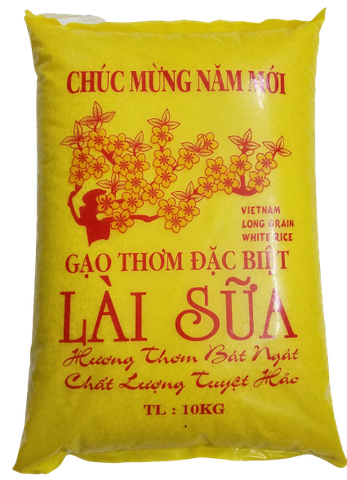 CHÚC MỪNG NĂM MỚI
VIETNAM
LONG GRAIN
WHITE RICE
GẠO THƠM ĐẶC BIỆT
LÀI SỮA
Hương Thơm Bát Ngát
Chất Lượng Tuyệt Hảo
TL : 10KG